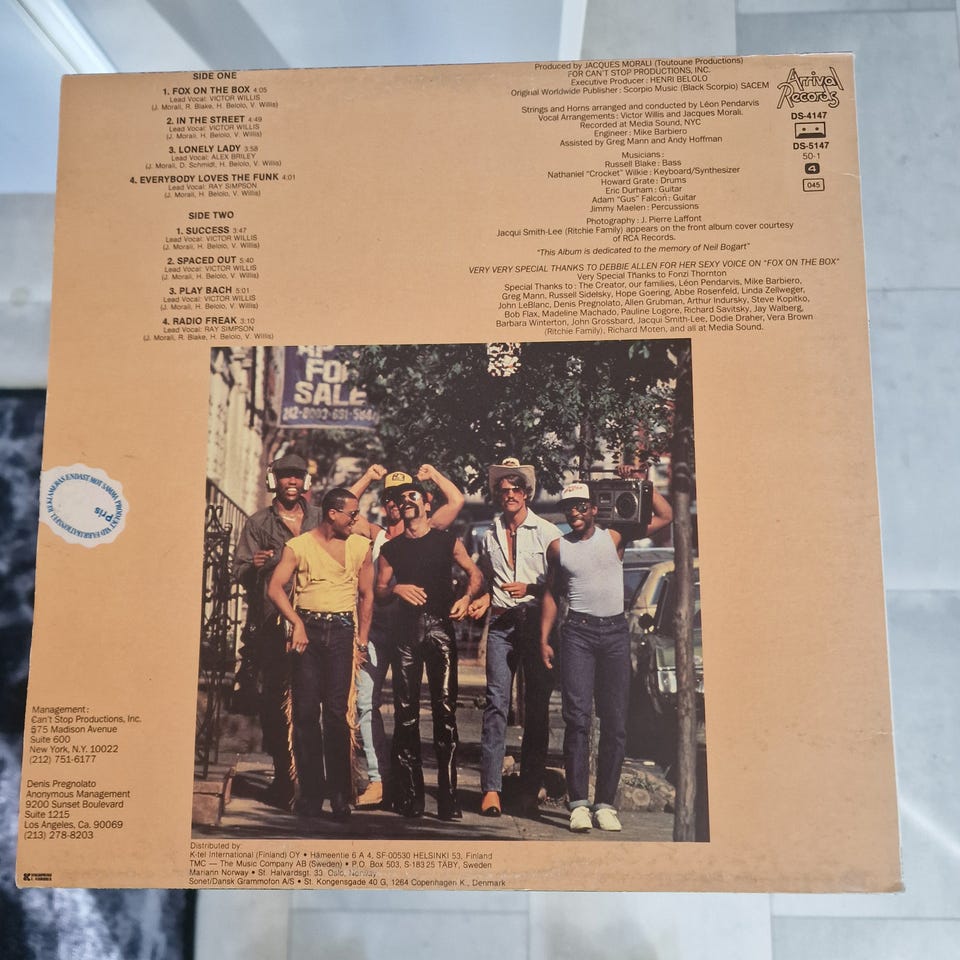 SIDE ONE
1. FOX ON THE BOX 4:05
Lead Vocal: VICTOR WILLIS
(J. Morali, R. Blake, H. Belolo, V. Willis)
2. IN THE STREET 4:49
Lead Vocal: VICTOR WILLIS
(J. Morali, H. Belolo, V. Willis)
3. LONELY LADY 3:58
Lead Vocal: ALEX BRILEY
(J. Morali, D. Schmidt, H. Belolo, V. Willis)
4. EVERYBODY LOVES THE FUNK 4:01
Lead Vocal: RAY SIMPSON
(J. Morali, H. Belolo, V. Willis)
SIDE TWO
1. SUCCESS 3:47
Lead Vocal: VICTOR WILLIS
(J. Morali, H. Belolo, V. Willis)
2. SPACED OUT 5:40
Lead Vocal: VICTOR WILLIS
(J. Morali, H. Belolo, V. Willis)
3. PLAY BACH 5:01
Lead Vocal: VICTOR WILLIS
(J. Morali, H. Belolo, V. Willis)
4. RADIO FREAK 3:10
Lead Vocal: RAY SIMPSON
(J. Morali, R. Blake, H. Belolo, V. Willis)
Produced by JACQUES MORALI (Toutoune Productions)
FOR CAN'T STOP PRODUCTIONS, INC.
Executive Producer: HENRI BELOLO
Original Worldwide Publisher: Scorpio Music (Black Scorpio) SACEM
Strings and Horns arranged and conducted by Léon Pendarvis
Vocal Arrangements: Victor Willis and Jacques Morali.
Recorded at Media Sound, NYC
Engineer: Mike Barbiero
Assisted by Greg Mann and Andy Hoffman
Musicians:
Russell Blake: Bass
Nathaniel "Crocket" Wilkie: Keyboard/Synthesizer
Howard Grate: Drums
Eric Durham: Guitar
Adam "Gus" Falcon: Guitar
Jimmy Maelen: Percussions
Photography: J. Pierre Laffont
Jacqui Smith-Lee (Ritchie Family) appears on the front album cover courtesy
of RCA Records.
"This Album is dedicated to the memory of Neil Bogart"
VERY VERY SPECIAL THANKS TO DEBBIE ALLEN FOR HER SEXY VOICE ON "FOX ON THE BOX"
Very Special Thanks to Fonzi Thornton
Special Thanks to: The Creator, our families, Léon Pendarvis, Mike Barbiero,
Greg Mann, Russell Sidelsky, Hope Goering, Abbe Rosenfeld, Linda Zellweger,
John LeBlanc, Denis Pregnolato, Allen Grubman, Arthur Indursky, Steve Kopitko,
Bob Flax, Madeline Machado, Pauline Logore, Richard Savitsky, Jay Walberg,
Barbara Winterton, John Grossbard, Jacqui Smith-Lee, Dodie Draher, Vera Brown
(Ritchie Family), Richard Moten, and all at Media Sound.
Arrival
Records
DS-4147
DS-5147
50-1
4
045
FOR
SALE
Pris
Management:
Can't Stop Productions, Inc.
575 Madison Avenue
Suite 600
New York, N.Y. 10022
(212) 751-6177
Denis Pregnolato
Anonymous Management
9200 Sunset Boulevard
Suite 1215
Los Angeles, Ca. 90069
(213) 278-8203
Distributed by:
K-tel International (Finland) OY • Hämeentie 6 A 4, SF-00530 HELSINKI 53, Finland
TMC — The Music Company AB (Sweden) • P.O. Box 503, S-183 25 TÄBY, Sweden
Mariann Norway • St. Halvardsgt. 33 Oslo, Norway
Sonet/Dansk Grammofon A/S • St. Kongensgade 40 G, 1264 Copenhagen K., Denmark